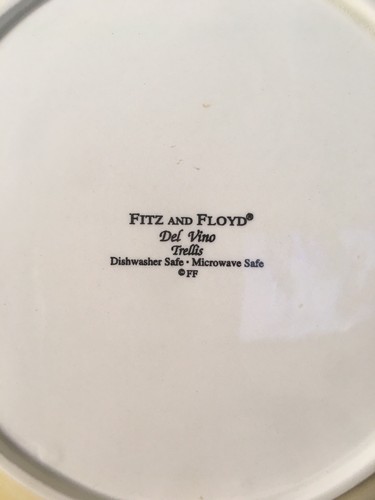 FITZ AND FLOYD®
Del Vino
Trellis
Dishwasher Safe · Microwave Safe
©FF